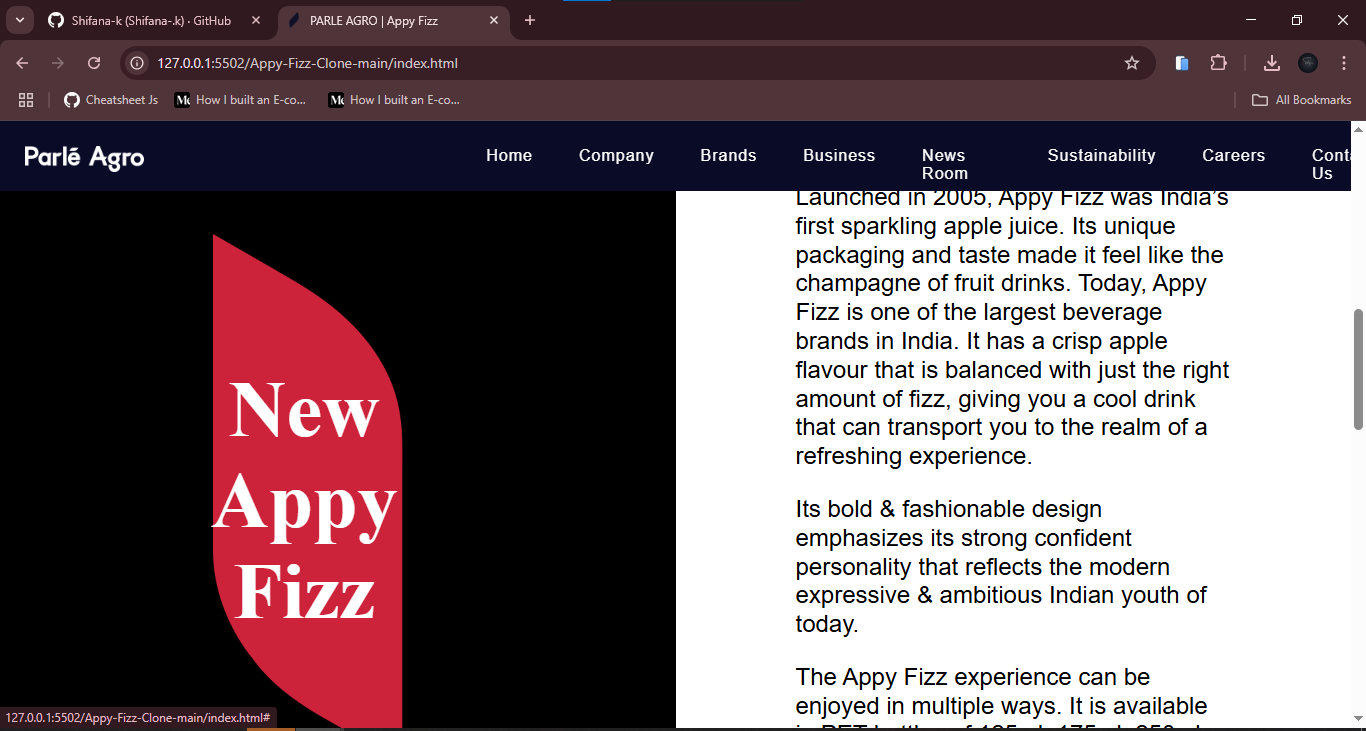 Shifana-k (Shifana-.k) · GitHub
PARLE AGRO | Appy Fizz
127.0.0.1:5502/Appy-Fizz-Clone-main/index.html
Cheatsheet Js
How I built an E-co...
How I built an E-co...
All Bookmarks
Parlé Agro
Home
Company
Brands
Business
News
Room
Sustainability
Careers
Us
New
Appy
Fizz
Launched in 2005, Appy Fizz was India's
first sparkling apple juice. Its unique
packaging and taste made it feel like the
champagne of fruit drinks. Today, Appy
Fizz is one of the largest beverage
brands in India. It has a crisp apple
flavour that is balanced with just the right
amount of fizz, giving you a cool drink
that can transport you to the realm of a
refreshing experience.
Its bold & fashionable design
emphasizes its strong confident
personality that reflects the modern
expressive & ambitious Indian youth of
today.
The Appy Fizz experience can be
enjoyed in multiple ways. It is available
127.0.0.1:5502/Appy-Fizz-Clone-main/index.html#